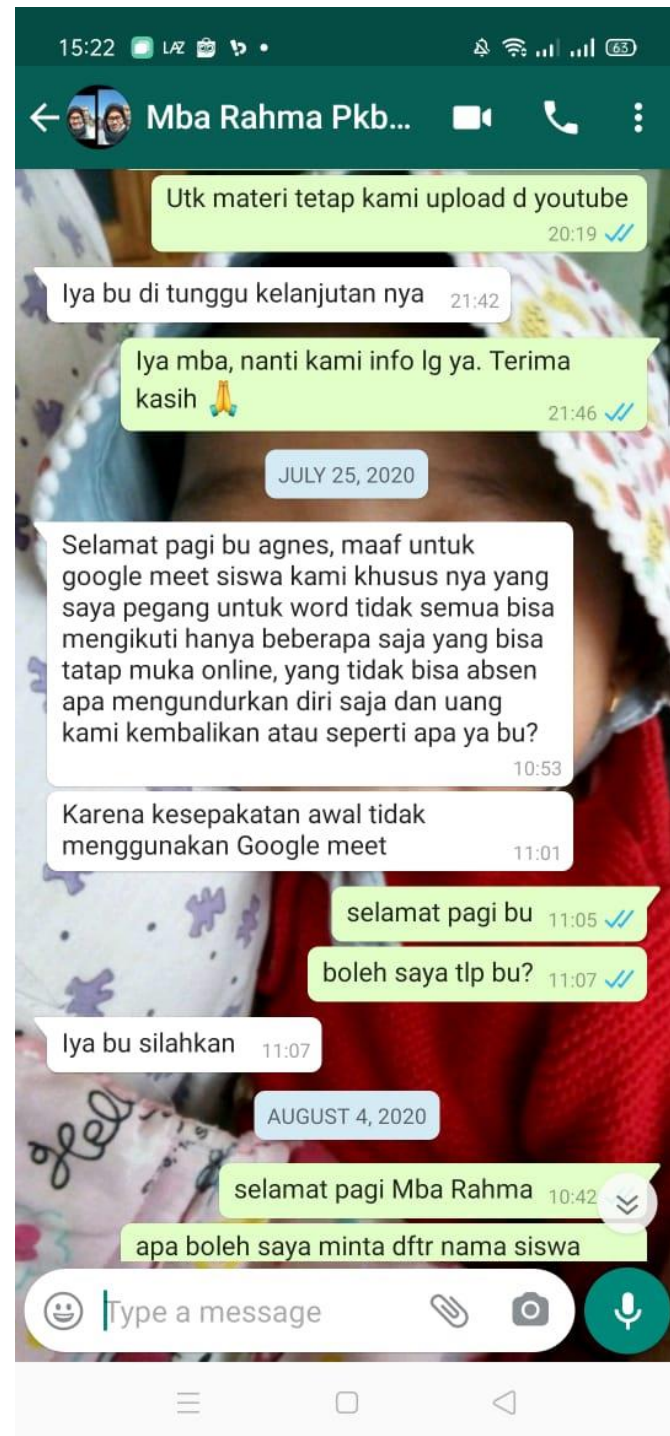 15:22 LAZ 63
Mba Rahma Pkb...
Utk materi tetap kami upload d youtube
20:19
Iya bu di tunggu kelanjutan nya 21:42
Iya mba, nanti kami info lg ya. Terima
kasih 🙏
21:46
JULY 25, 2020
Selamat pagi bu agnes, maaf untuk
google meet siswa kami khusus nya yang
saya pegang untuk word tidak semua bisa
mengikuti hanya beberapa saja yang bisa
tatap muka online, yang tidak bisa absen
apa mengundurkan diri saja dan uang
kami kembalikan atau seperti apa ya bu?
10:53
Karena kesepakatan awal tidak
menggunakan Google meet 11:01
selamat pagi bu 11:05
boleh saya tlp bu? 11:07
Iya bu silahkan 11:07
AUGUST 4, 2020
selamat pagi Mba Rahma 10:42
apa boleh saya minta dftr nama siswa
Type a message